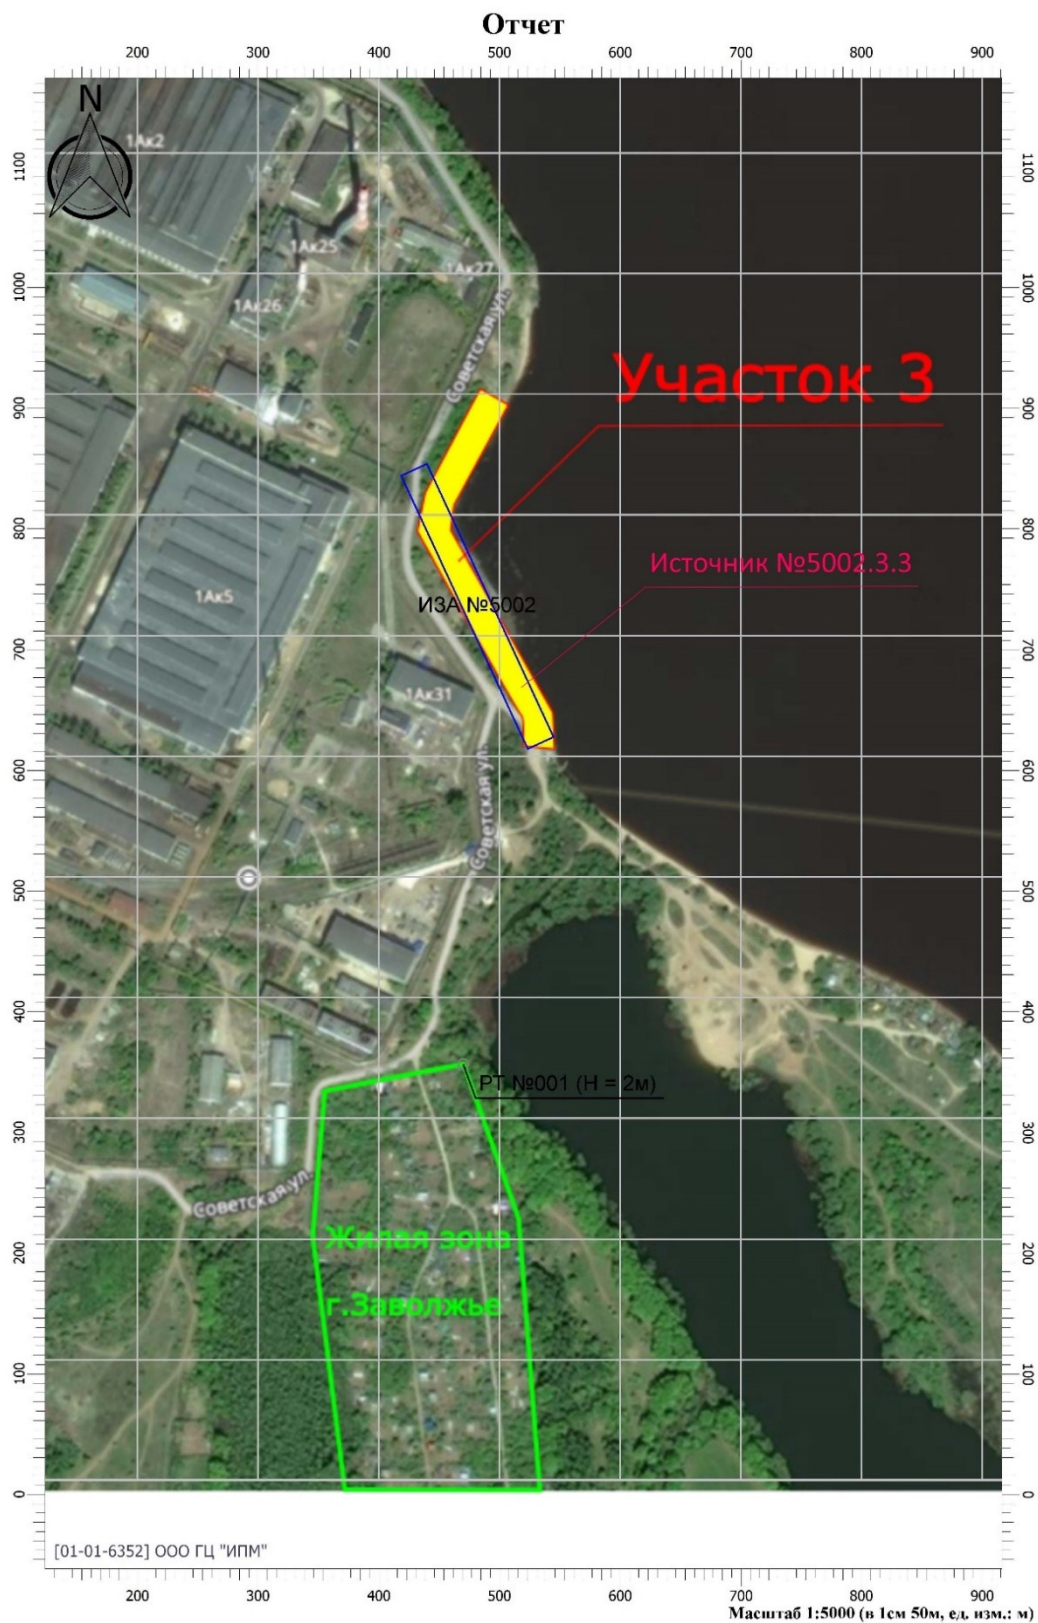 Отчет
200 300 400 500 600 700 800 900
N
1Ак2
1100 1100
1Ак25
1Ак27
1000 1000
1Ак26
Советская ул.
Участок 3
900 900
800 800
Источник №5002.3.3
1Ак5
ИЗА №5002
700 700
1Ак31
600 600
Советская ул.
500 500
400 400
РТ №001 (Н = 2м)
300 300
Советская ул.
Жилая зона
200 200
г.Заволжье
100 100
0 0
[01-01-6352] ООО ГЦ "ИПМ"
200 300 400 500 600 700 800 900
Масштаб 1:5000 (в 1см 50м, ед. изм.: м)